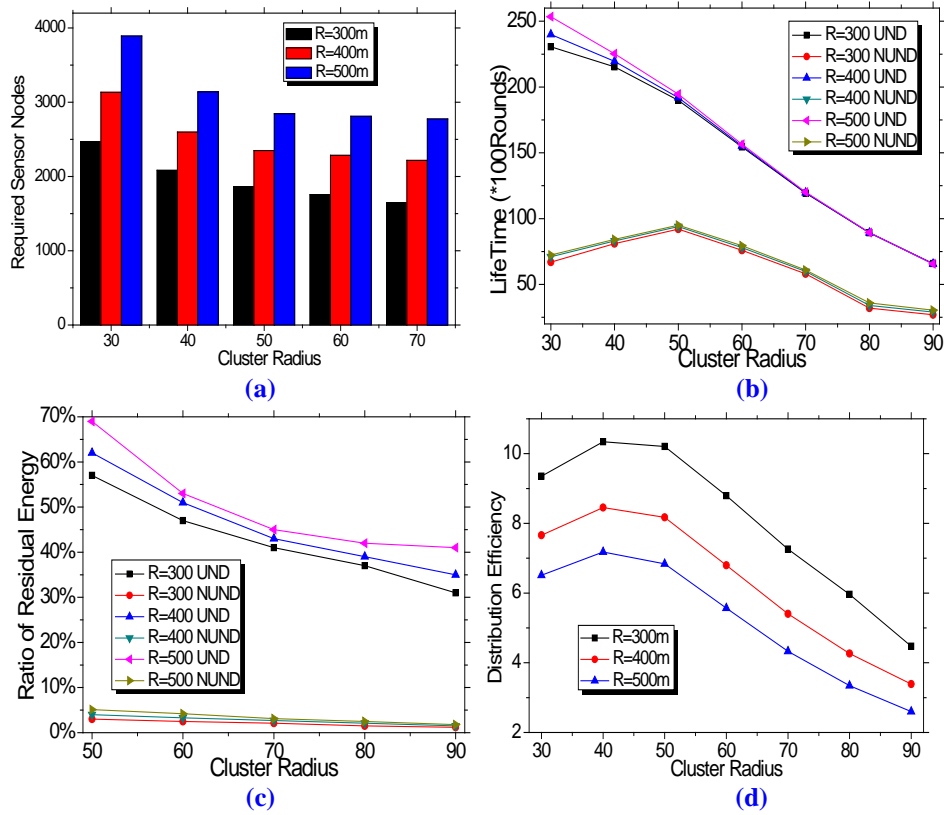 4000
3000
2000
1000
0
Required Sensor Nodes
R=300m
R=400m
R=500m
30
40
50
60
70
Cluster Radius
(a)
250
200
150
100
50
LifeTime (*100Rounds)
R=300 UND
R=300 NUND
R=400 UND
R=400 NUND
R=500 UND
R=500 NUND
30
40
50
60
70
80
90
Cluster Radius
(b)
70%
60%
50%
40%
30%
20%
10%
0%
Ratio of Residual Energy
R=300 UND
R=300 NUND
R=400 UND
R=400 NUND
R=500 UND
R=500 NUND
50
60
70
80
90
Cluster Radius
(c)
10
8
6
4
2
Distribution Efficiency
R=300m
R=400m
R=500m
30
40
50
60
70
80
90
Cluster Radius
(d)